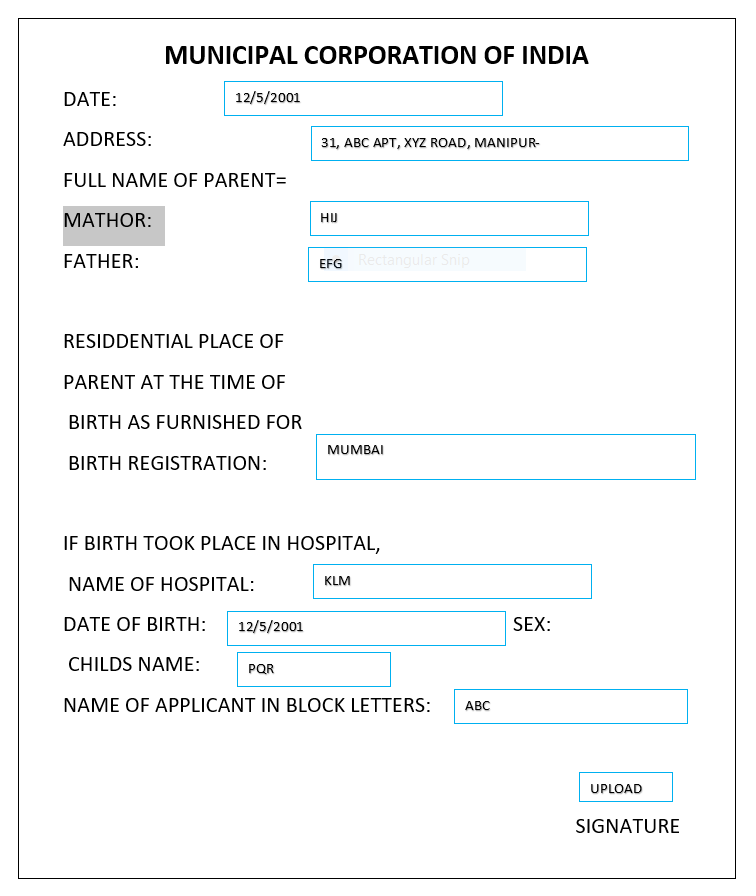 MUNICIPAL CORPORATION OF INDIA
DATE: 12/5/2001
ADDRESS: 31, ABC APT, XYZ ROAD, MANIPUR-
FULL NAME OF PARENT=
MATHOR: HIJ
FATHER: EFG Rectangular Snip
RESIDDENTIAL PLACE OF
PARENT AT THE TIME OF
BIRTH AS FURNISHED FOR
BIRTH REGISTRATION: MUMBAI
IF BIRTH TOOK PLACE IN HOSPITAL,
NAME OF HOSPITAL: KLM
DATE OF BIRTH: 12/5/2001 SEX:
CHILDS NAME: PQR
NAME OF APPLICANT IN BLOCK LETTERS: ABC
UPLOAD
SIGNATURE